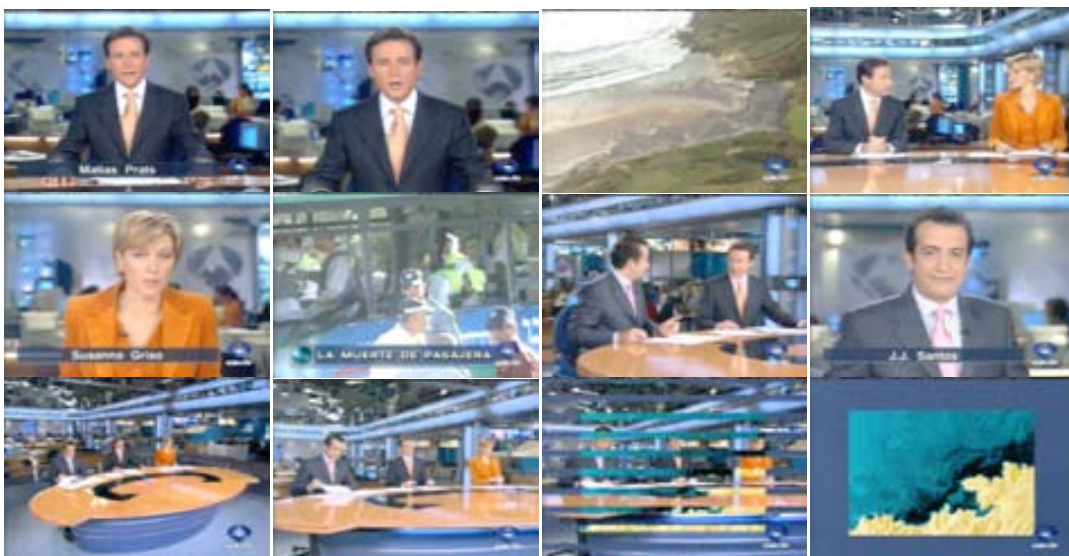 Matias Prats
Susanna Griso
LA MUERTE DE PASAJERA
J.J. Santos